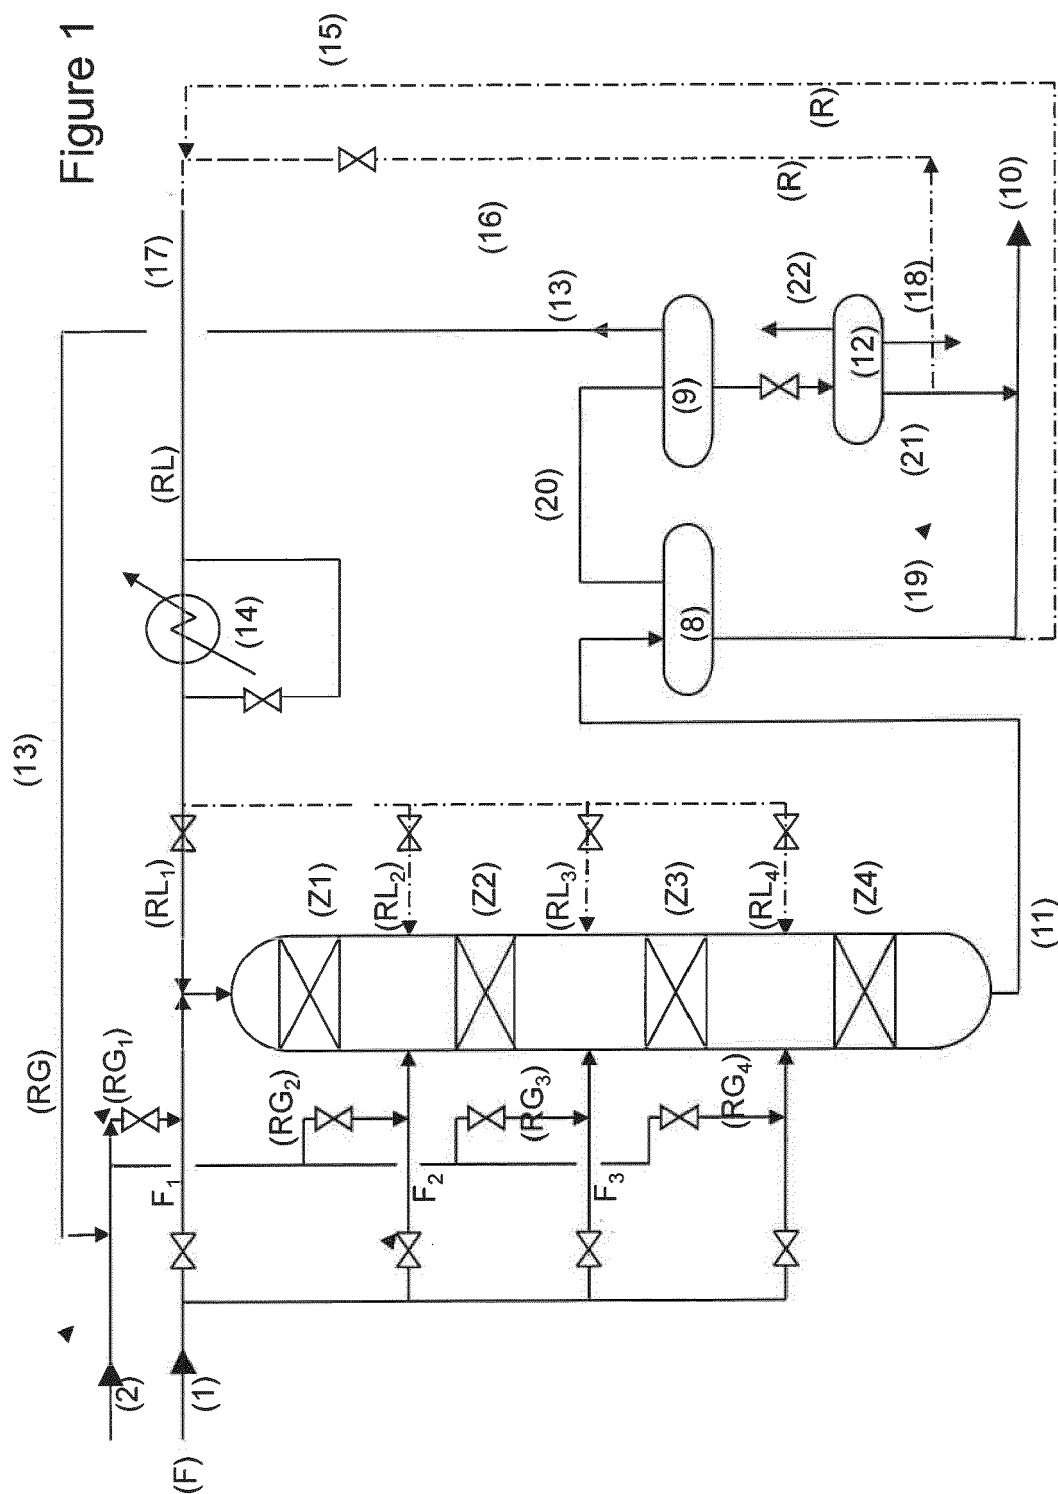 Figure 1
(15)
(R)
(R)
(10)
(16)
(17)
(13)
(22)
(18)
(12)
(9)
(21)
(20)
(RL)
(19)
(8)
(14)
(13)
(RL₁)
(Z1)
(RL₂)
(Z2)
(RL₃)
(Z3)
(RL₄)
(Z4)
(11)
(RG)
(RG₁)
(RG₂)
(RG₃)
(RG₄)
F₁
F₂
F₃
(2)
(1)
(F)